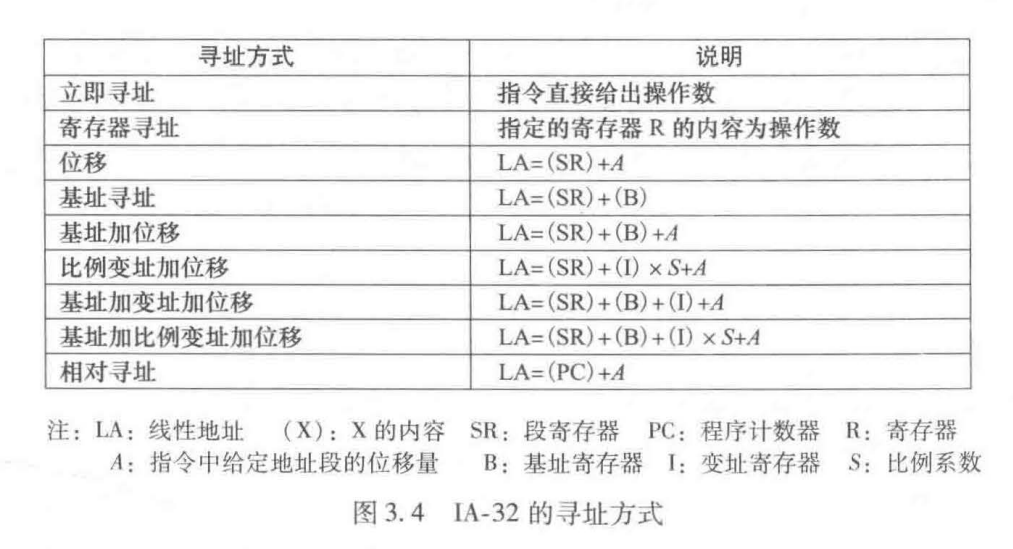 寻址方式 说明
立即寻址 指令直接给出操作数
寄存器寻址 指定的寄存器 R 的内容为操作数
位移 LA=(SR)+A
基址寻址 LA=(SR)+(B)
基址加位移 LA=(SR)+(B)+A
比例变址加位移 LA=(SR)+(I)×S+A
基址加变址加位移 LA=(SR)+(B)+(I)+A
基址加比例变址加位移 LA=(SR)+(B)+(I)×S+A
相对寻址 LA=(PC)+A
注:LA:线性地址 (X):X 的内容 SR:段寄存器 PC:程序计数器 R:寄存器
A:指令中给定地址段的位移量 B:基址寄存器 I:变址寄存器 S:比例系数
图 3.4 IA-32 的寻址方式